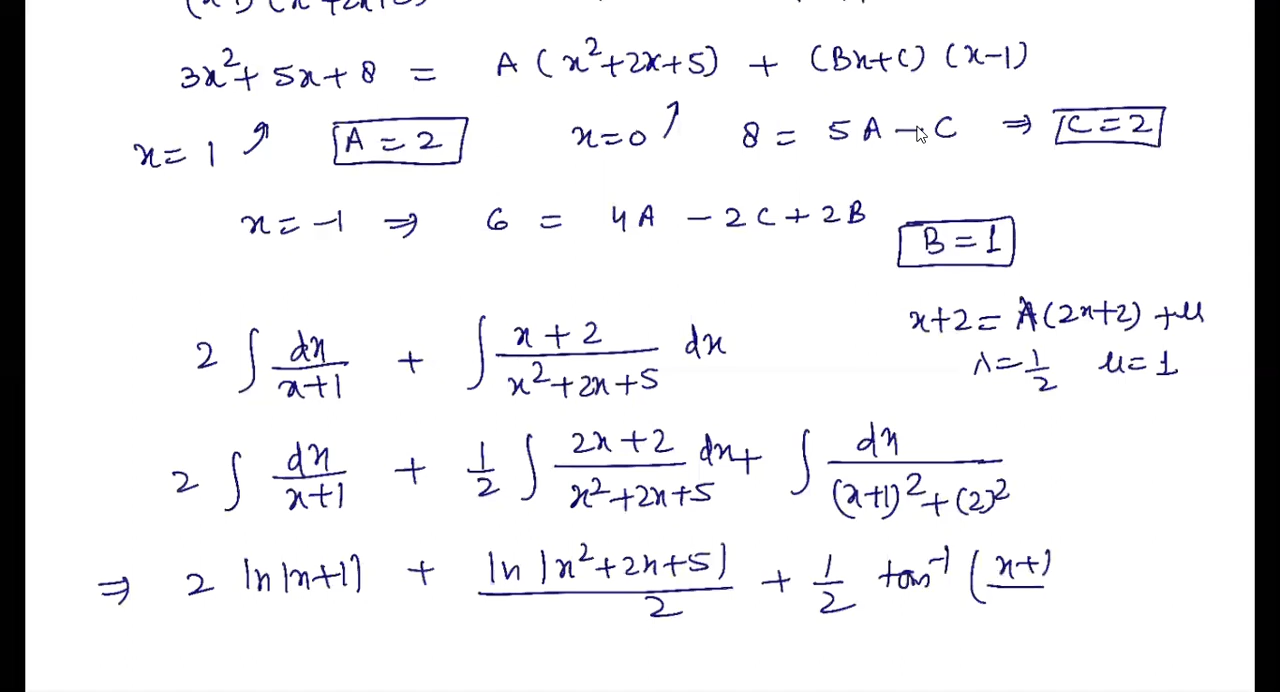 3x²+ 5x+ 8 = A (x²+2x+5) + (Bx+C) (x-1)
x= 1 A = 2 x=0 8 = 5A - C ⇒ C=2
x = -1 ⇒ 6 = 4A - 2C + 2B B = 1
x+2 = λ(2x+2) + μ
2 ∫ dx/x+1 + ∫ x+2/x²+2x+5 dx λ=1/2 μ= 1
2 ∫ dx/x+1 + 1/2 ∫ 2x+2/x²+2x+5 dx + ∫ dx/(x+1)²+(2)²
⇒ 2 ln|x+1| + ln|x²+2x+5|/2 + 1/2 tan⁻¹ (x+1